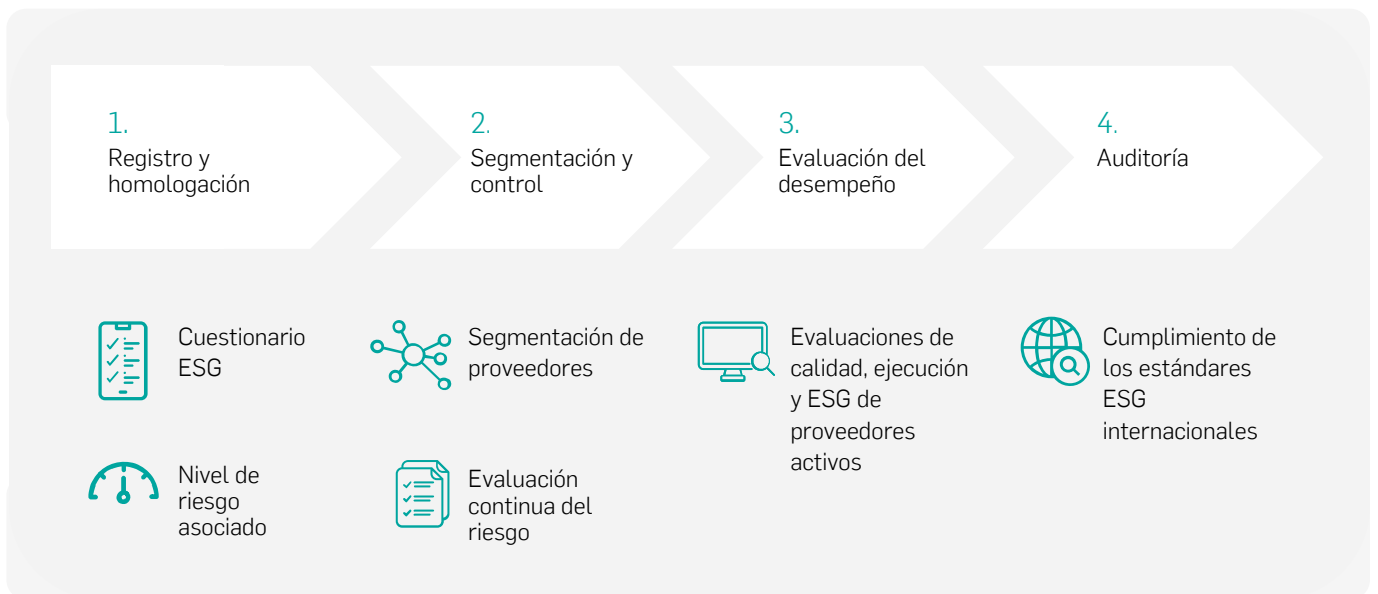 1.
Registro y
homologación
2.
Segmentación y
control
3.
Evaluación del
desempeño
4.
Auditoría
Cuestionario
ESG
Nivel de
riesgo
asociado
Segmentación de
proveedores
Evaluación
continua del
riesgo
Evaluaciones de
calidad, ejecución
y ESG de
proveedores
activos
Cumplimiento de
los estándares
ESG
internacionales